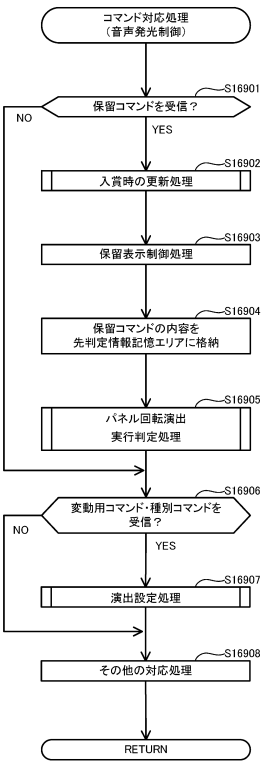 コマンド対応処理
(音声発光制御)
S16901
保留コマンドを受信?
NO
YES
S16902
入賞時の更新処理
S16903
保留表示制御処理
S16904
保留コマンドの内容を
先判定情報記憶エリアに格納
S16905
パネル回転演出
実行判定処理
S16906
変動用コマンド・種別コマンドを
受信?
NO
YES
S16907
演出設定処理
S16908
その他の対応処理
RETURN